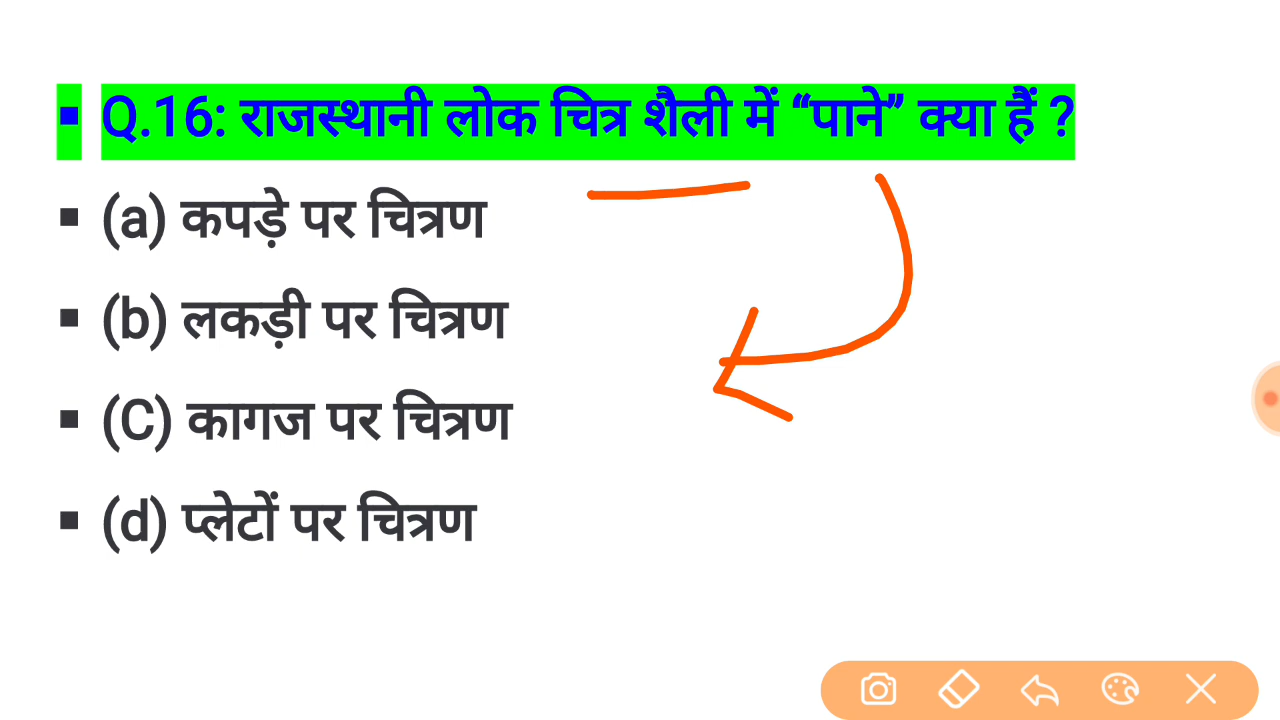 ▪ Q.16: राजस्थानी लोक चित्र शैली में “पाने” क्या हैं ?
▪ (a) कपड़े पर चित्रण
▪ (b) लकड़ी पर चित्रण
▪ (C) कागज पर चित्रण
▪ (d) प्लेटों पर चित्रण